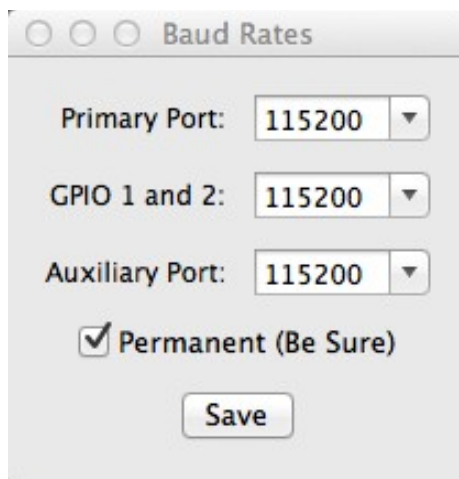 Baud Rates
Primary Port: 115200
GPIO 1 and 2: 115200
Auxiliary Port: 115200
Permanent (Be Sure)
Save